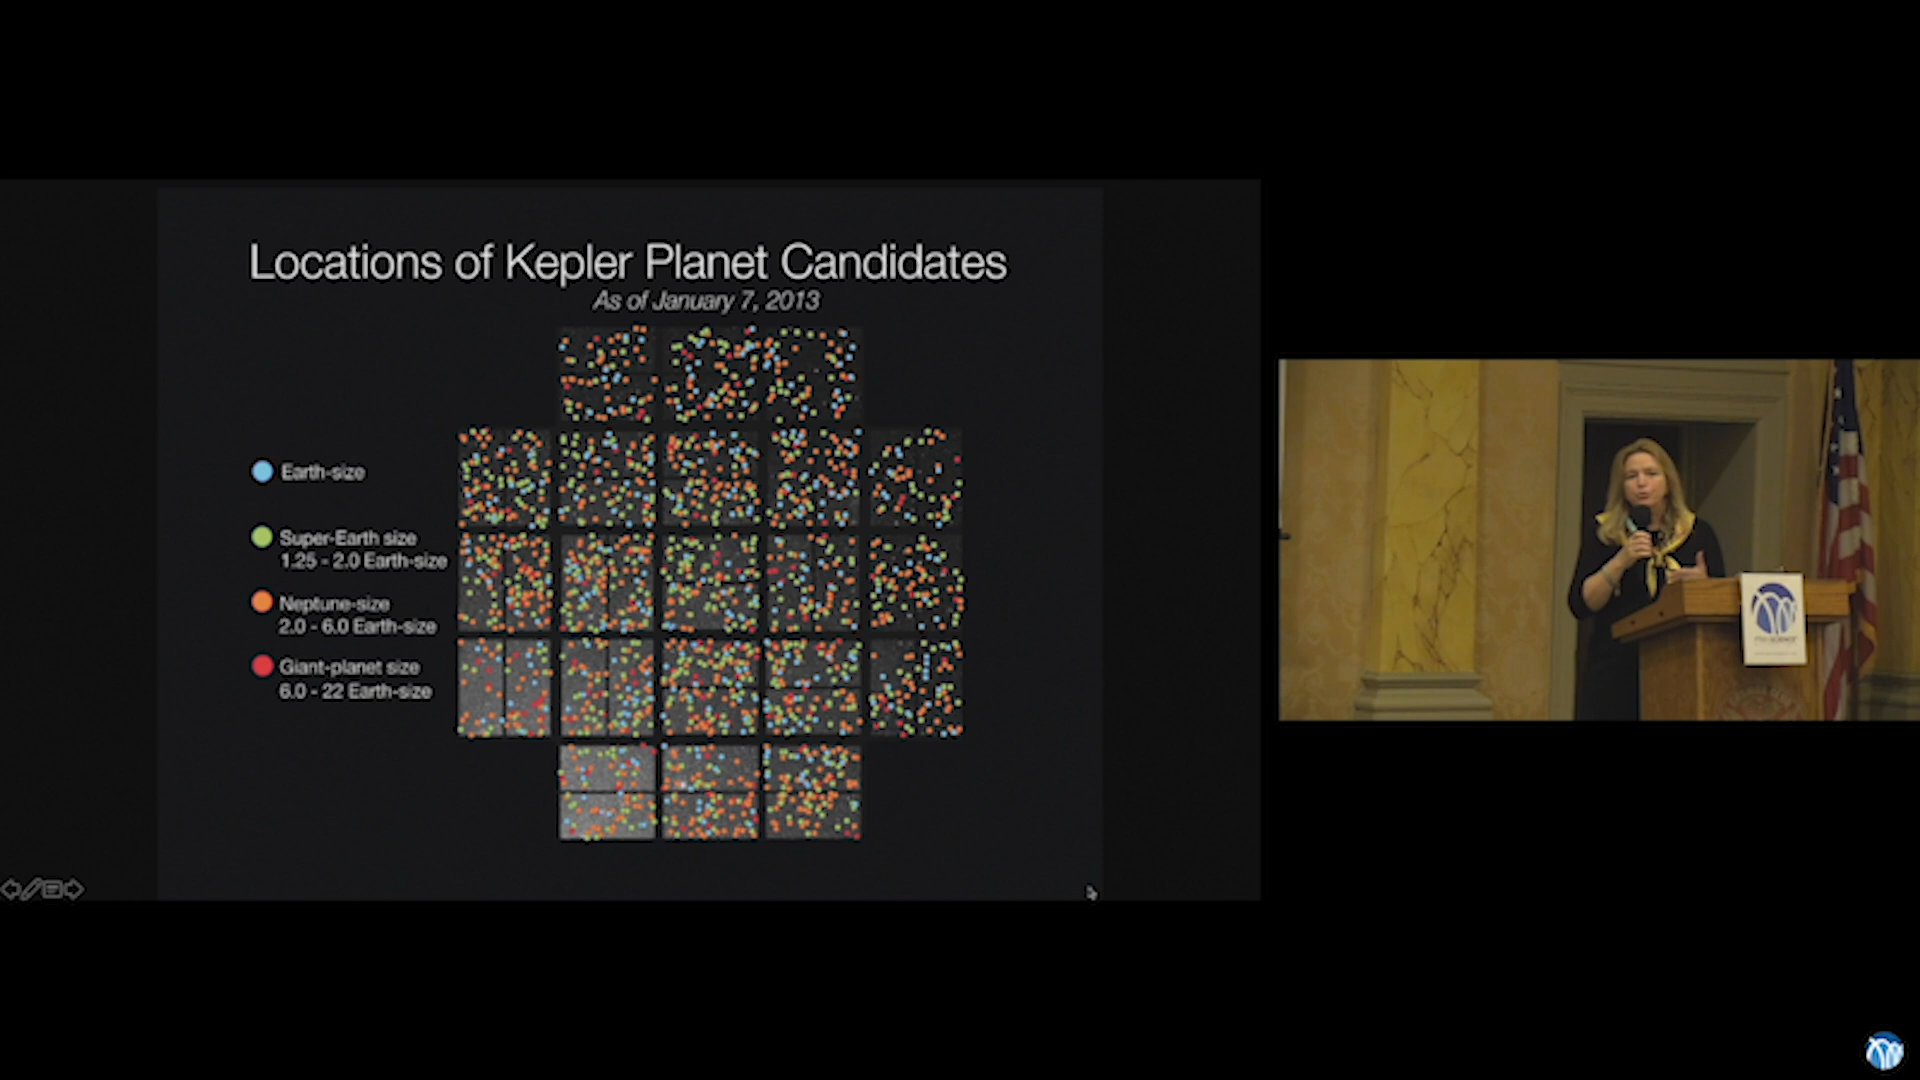 Locations of Kepler Planet Candidates
As of January 7, 2013
Earth-size
Super-Earth size
1.25 - 2.0 Earth-size
Neptune-size
2.0 - 6.0 Earth-size
Giant-planet size
6.0 - 22 Earth-size